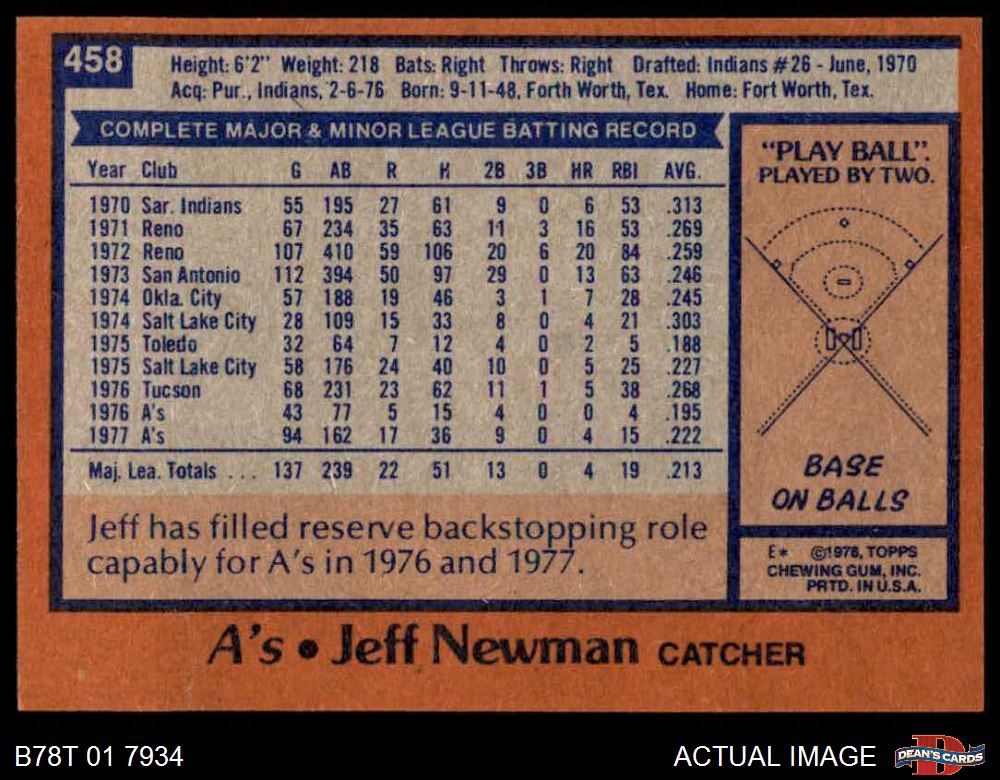 458
Height: 6'2" Weight: 218 Bats: Right Throws: Right Drafted: Indians #26 - June, 1970
Acq: Pur., Indians, 2-6-76 Born: 9-11-48, Forth Worth, Tex. Home: Fort Worth, Tex.
COMPLETE MAJOR & MINOR LEAGUE BATTING RECORD
Year Club G AB R H 2B 3B HR RBI AVG.
1970 Sar. Indians 55 195 27 61 9 0 6 53 .313
1971 Reno 67 234 35 63 11 3 16 53 .269
1972 Reno 107 410 59 106 20 6 20 84 .259
1973 San Antonio 112 394 50 97 29 0 13 63 .246
1974 Okla. City 57 188 19 46 3 1 7 28 .245
1974 Salt Lake City 28 109 15 33 8 0 4 21 .303
1975 Toledo 32 64 7 12 4 0 2 5 .188
1975 Salt Lake City 58 176 24 40 10 0 5 25 .227
1976 Tucson 68 231 23 62 11 1 5 38 .268
1976 A's 43 77 5 15 4 0 0 4 .195
1977 A's 94 162 17 36 9 0 4 15 .222
Maj. Lea. Totals . . . 137 239 22 51 13 0 4 19 .213
Jeff has filled reserve backstopping role
capably for A's in 1976 and 1977.
"PLAY BALL".
PLAYED BY TWO.
BASE
ON BALLS
E* ©1978, TOPPS
CHEWING GUM, INC.
PRTD. IN U.S.A.
A's • Jeff Newman CATCHER
B78T 01 7934
ACTUAL IMAGE
D
DEAN'S CARDS